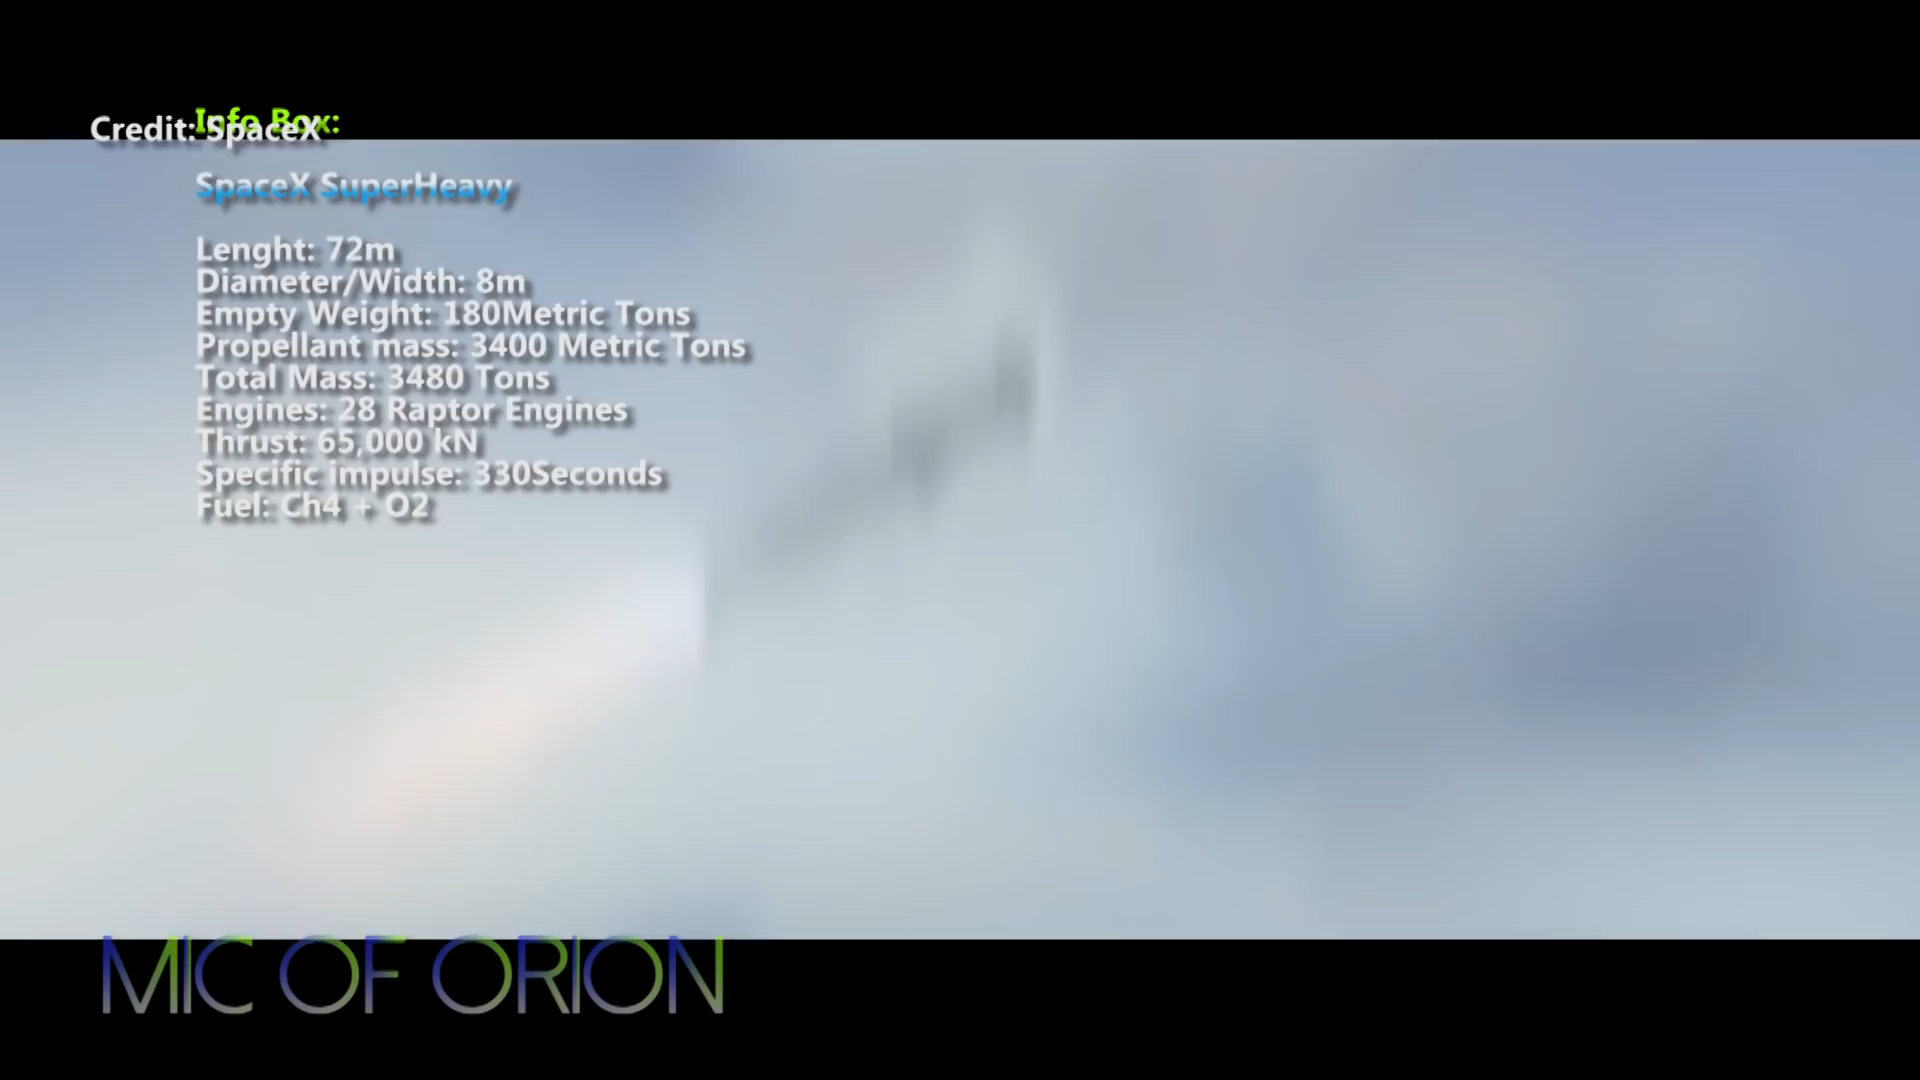 Info Box:
Credit: SpaceX
SpaceX SuperHeavy
Lenght: 72m
Diameter/Width: 8m
Empty Weight: 180Metric Tons
Propellant mass: 3400 Metric Tons
Total Mass: 3480 Tons
Engines: 28 Raptor Engines
Thrust: 65,000 kN
Specific impulse: 330Seconds
Fuel: Ch4 + O2
MIC OF ORION